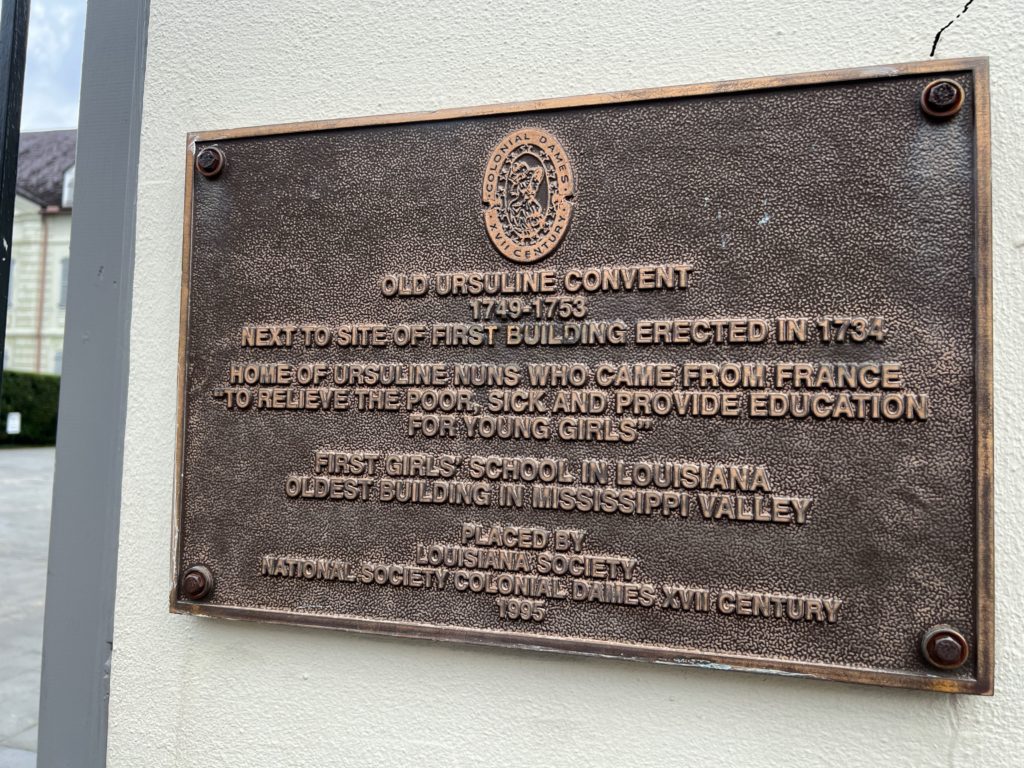 COLONIAL DAMES
XVII CENTURY
OLD URSULINE CONVENT
1749-1753
NEXT TO SITE OF FIRST BUILDING ERECTED IN 1734
HOME OF URSULINE NUNS WHO CAME FROM FRANCE
"TO RELIEVE THE POOR, SICK AND PROVIDE EDUCATION
FOR YOUNG GIRLS"
FIRST GIRLS' SCHOOL IN LOUISIANA
OLDEST BUILDING IN MISSISSIPPI VALLEY
PLACED BY
LOUISIANA SOCIETY
NATIONAL SOCIETY COLONIAL DAMES XVII CENTURY
1995